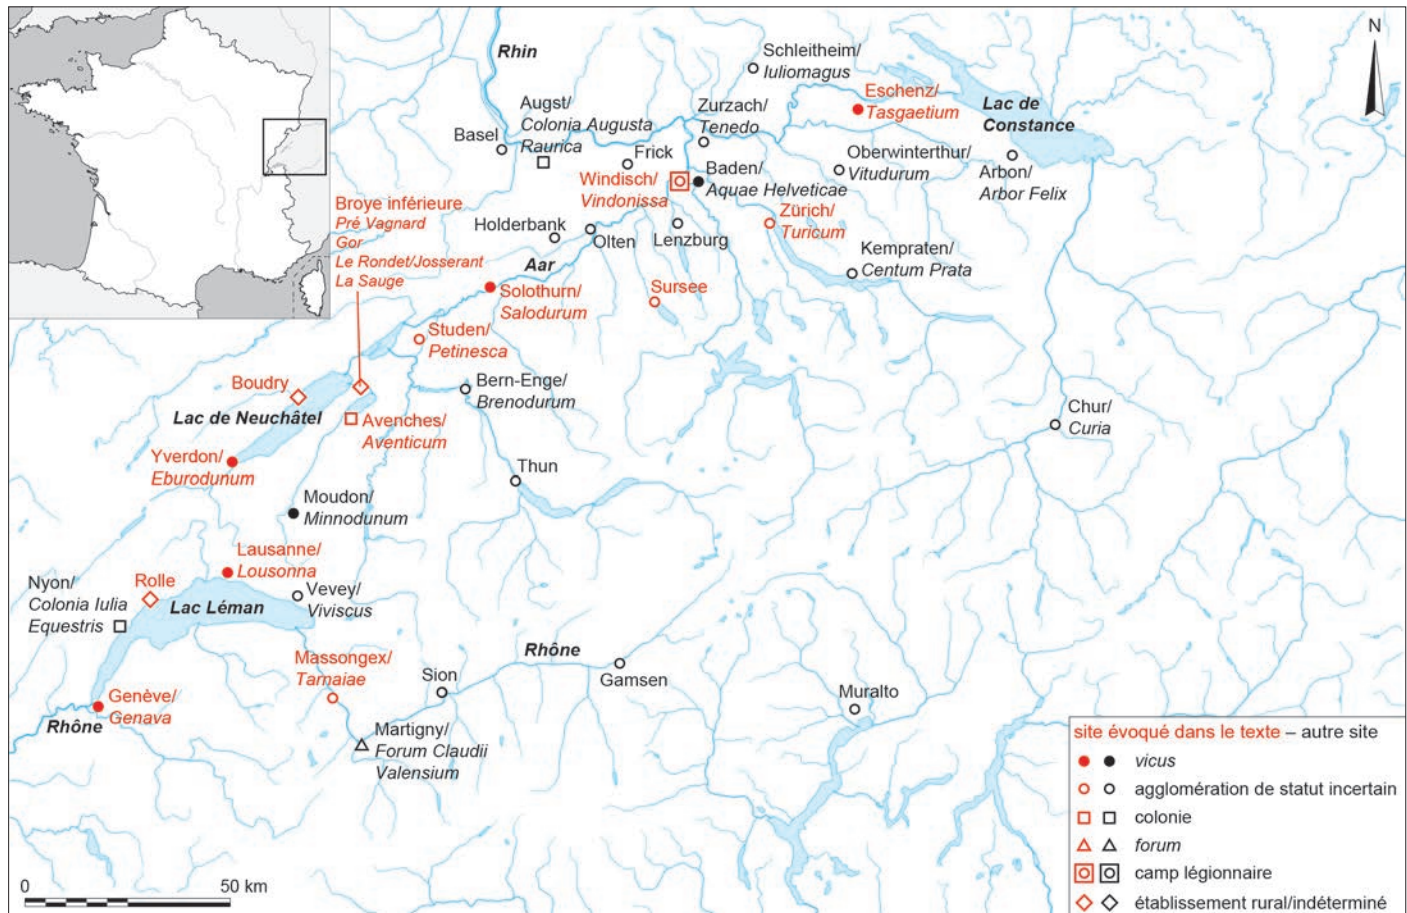 N
Rhin
Schleitheim/
Iuliomagus
Eschenz/
Tasgaetium
Lac de
Constance
Augst/
Colonia Augusta
Raurica
Basel
Zurzach/
Tenedo
Frick
Oberwinterthur/
Vitudurum
Arbon/
Arbor Felix
Windisch/
Vindonissa
Baden/
Aquae Helveticae
Broye inférieure
Pré Vagnard
Gor
Le Rondet/Josserant
La Sauge
Holderbank
Olten
Lenzburg
Zürich/
Turicum
Kempraten/
Centum Prata
Aar
Solothurn/
Salodurum
Sursee
Studen/
Petinesca
Boudry
Lac de Neuchâtel
Bern-Enge/
Brenodurum
Avenches/
Aventicum
Chur/
Curia
Yverdon/
Eburodunum
Thun
Moudon/
Minnodunum
Lausanne/
Lousonna
Nyon/
Colonia Iulia
Equestris
Rolle
Lac Léman
Vevey/
Viviscus
Massongex/
Tarnaiae
Sion
Rhône
Gamsen
Muralto
Genève/
Genava
Rhône
Martigny/
Forum Claudii
Valensium
site évoqué dans le texte – autre site
vicus
agglomération de statut incertain
colonie
forum
camp légionnaire
établissement rural/indéterminé
0 50 km